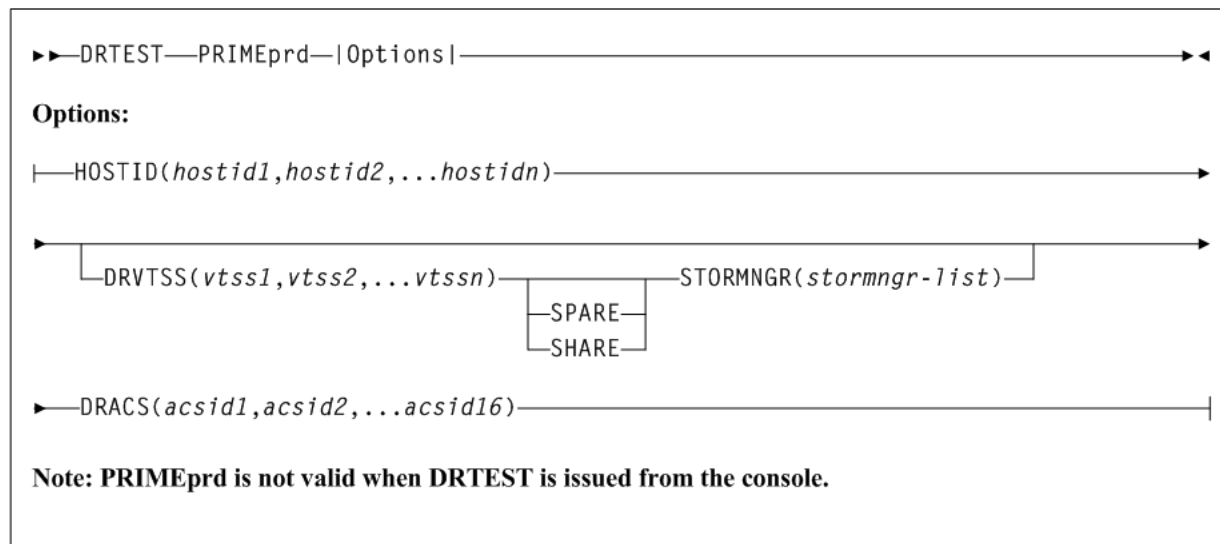 DRTEST PRIMEprd |Options|
Options:
HOSTID(hostid1,hostid2,...hostidn)
DRVTSS(vtss1,vtss2,...vtssn) STORMNGR(stormngr-list)
SPARE
SHARE
DRACS(acsid1,acsid2,...acsid16)
Note: PRIMEprd is not valid when DRTEST is issued from the console.